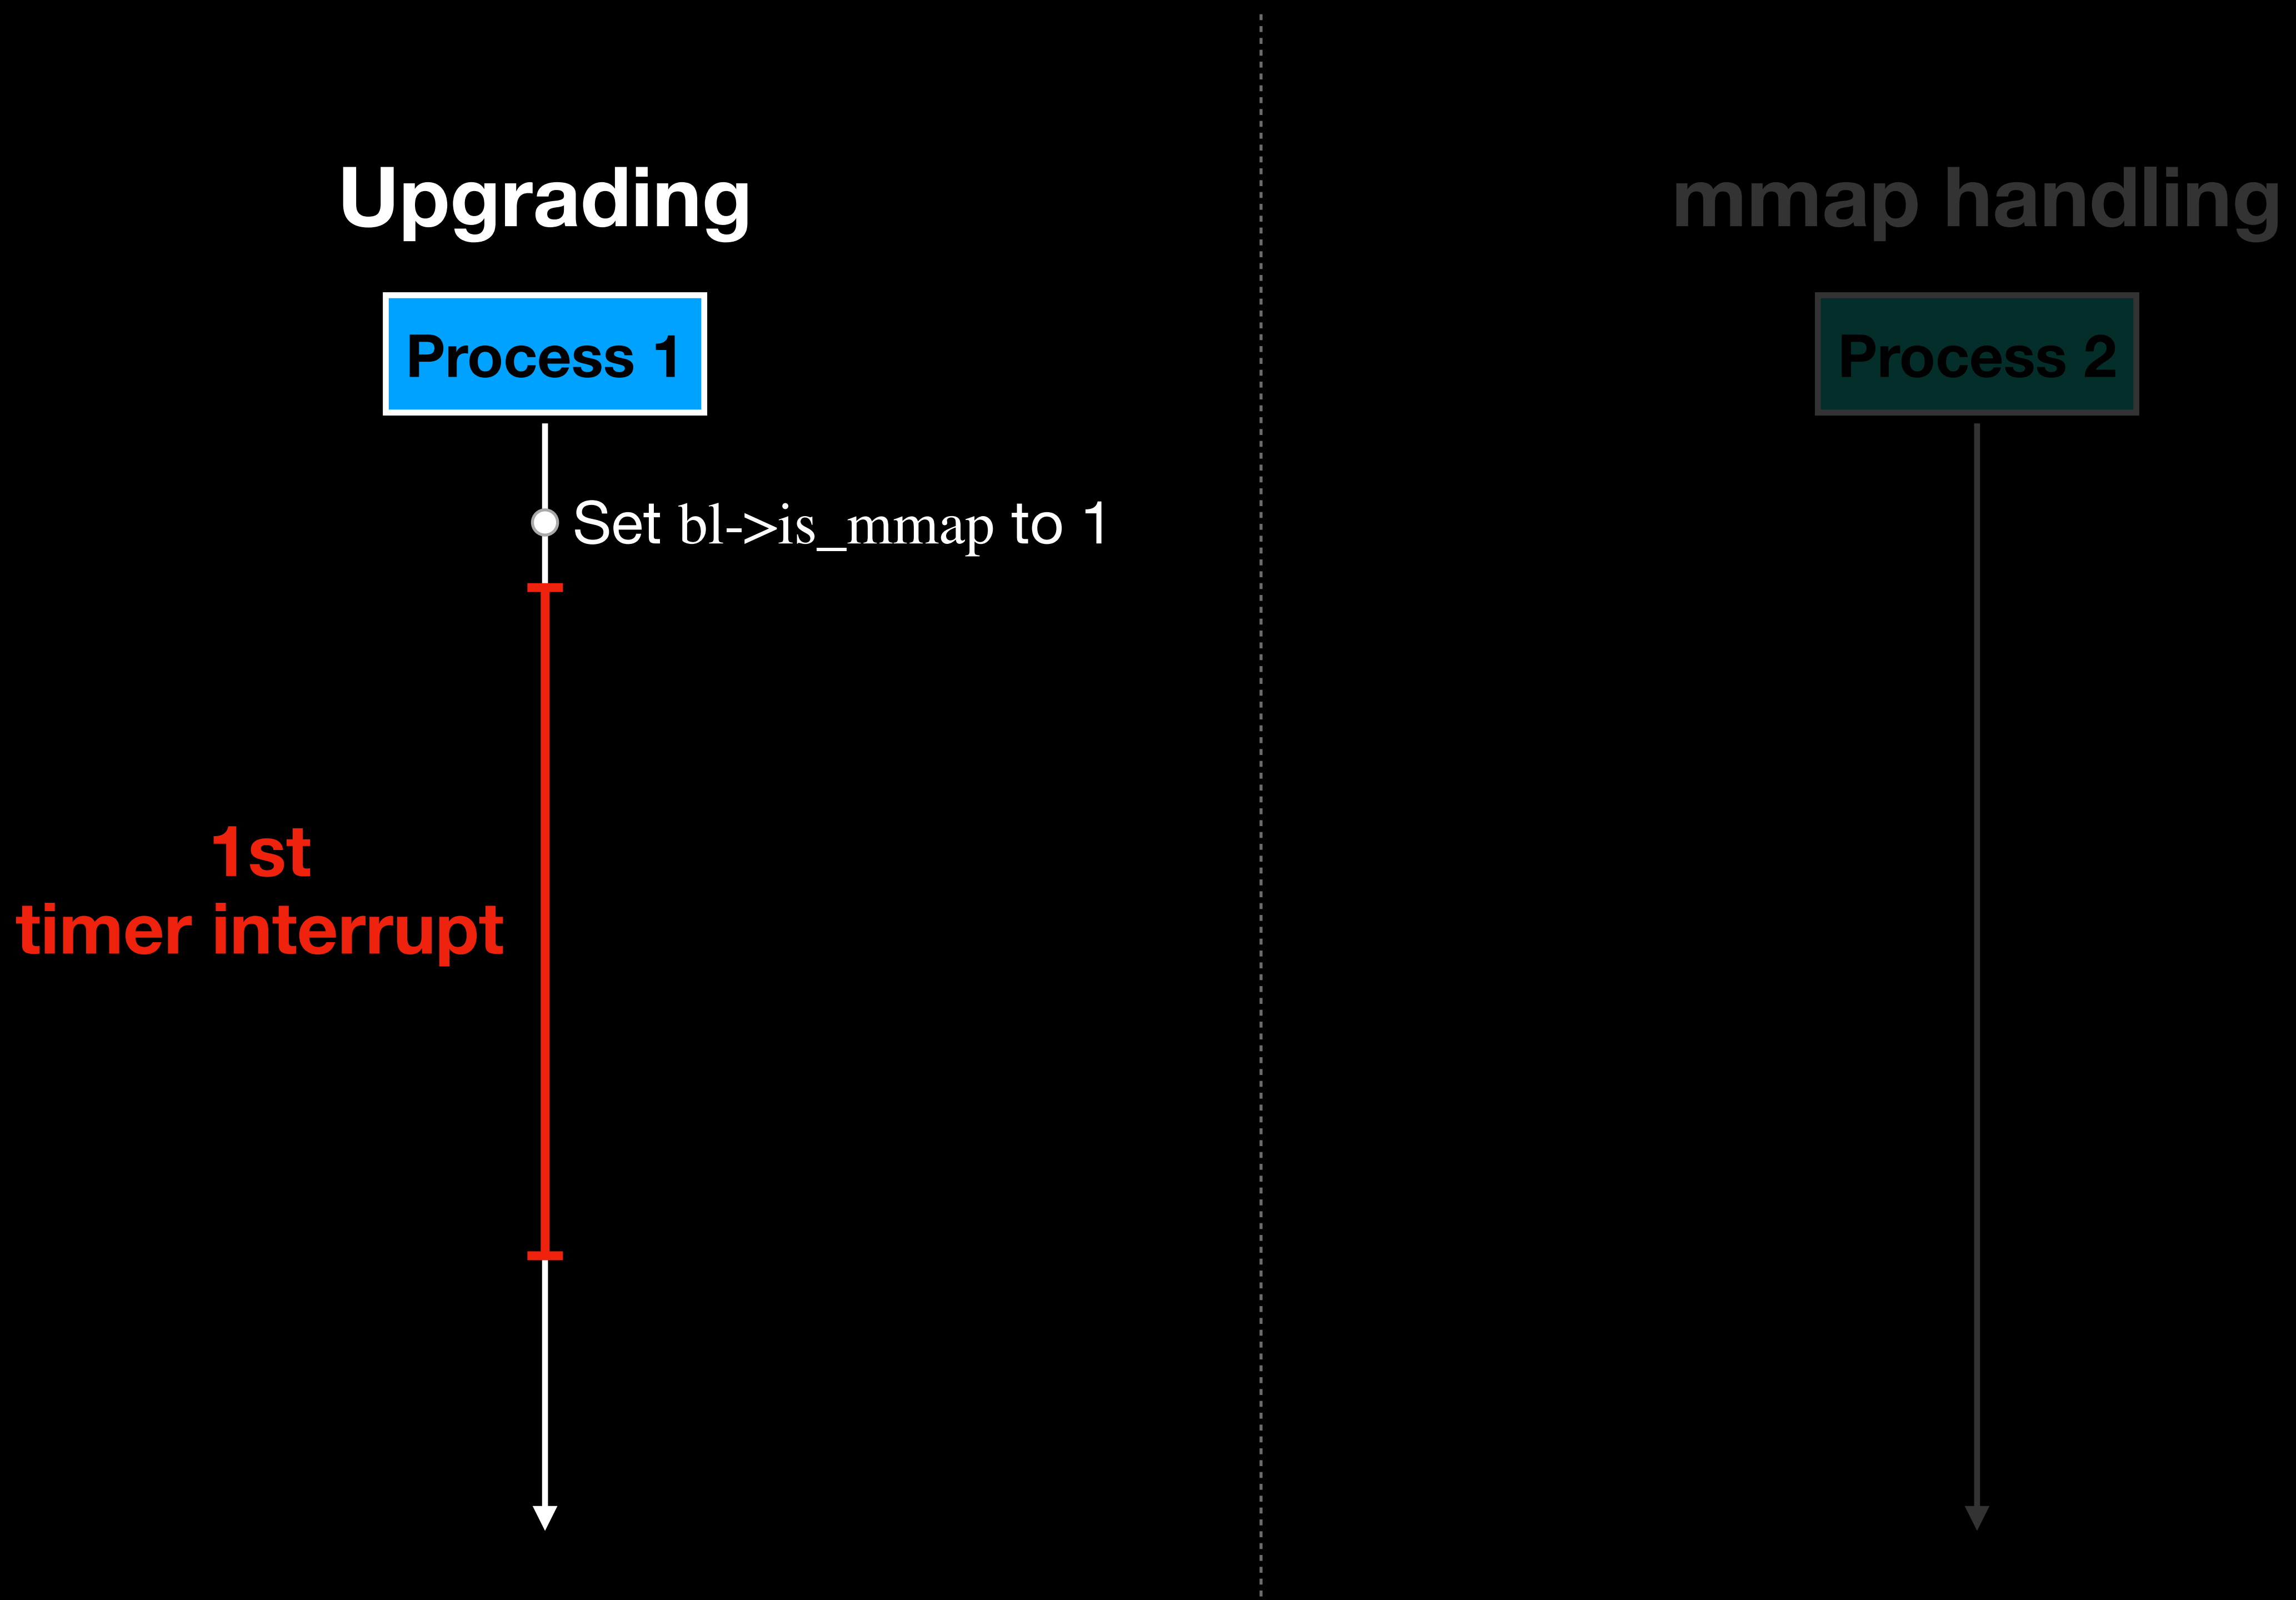 Upgrading
mmap handling
Process 1
Process 2
Set bl->is_mmap to 1
1st
timer interrupt